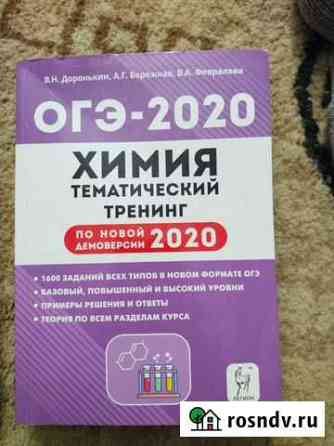 В.Н. Доронькин, А.Г. Бережная, В.А. Февралева
ОГЭ-2020
ХИМИЯ
ТЕМАТИЧЕСКИЙ
ТРЕНИНГ
ПО НОВОЙ
ДЕМОВЕРСИИ 2020
• 1600 ЗАДАНИЙ ВСЕХ ТИПОВ В НОВОМ ФОРМАТЕ ОГЭ
• БАЗОВЫЙ, ПОВЫШЕННЫЙ И ВЫСОКИЙ УРОВНИ
• ПРИМЕРЫ РЕШЕНИЯ И ОТВЕТЫ
• ТЕОРИЯ ПО ВСЕМ РАЗДЕЛАМ КУРСА
ЛЕГИОН
rosndv.ru